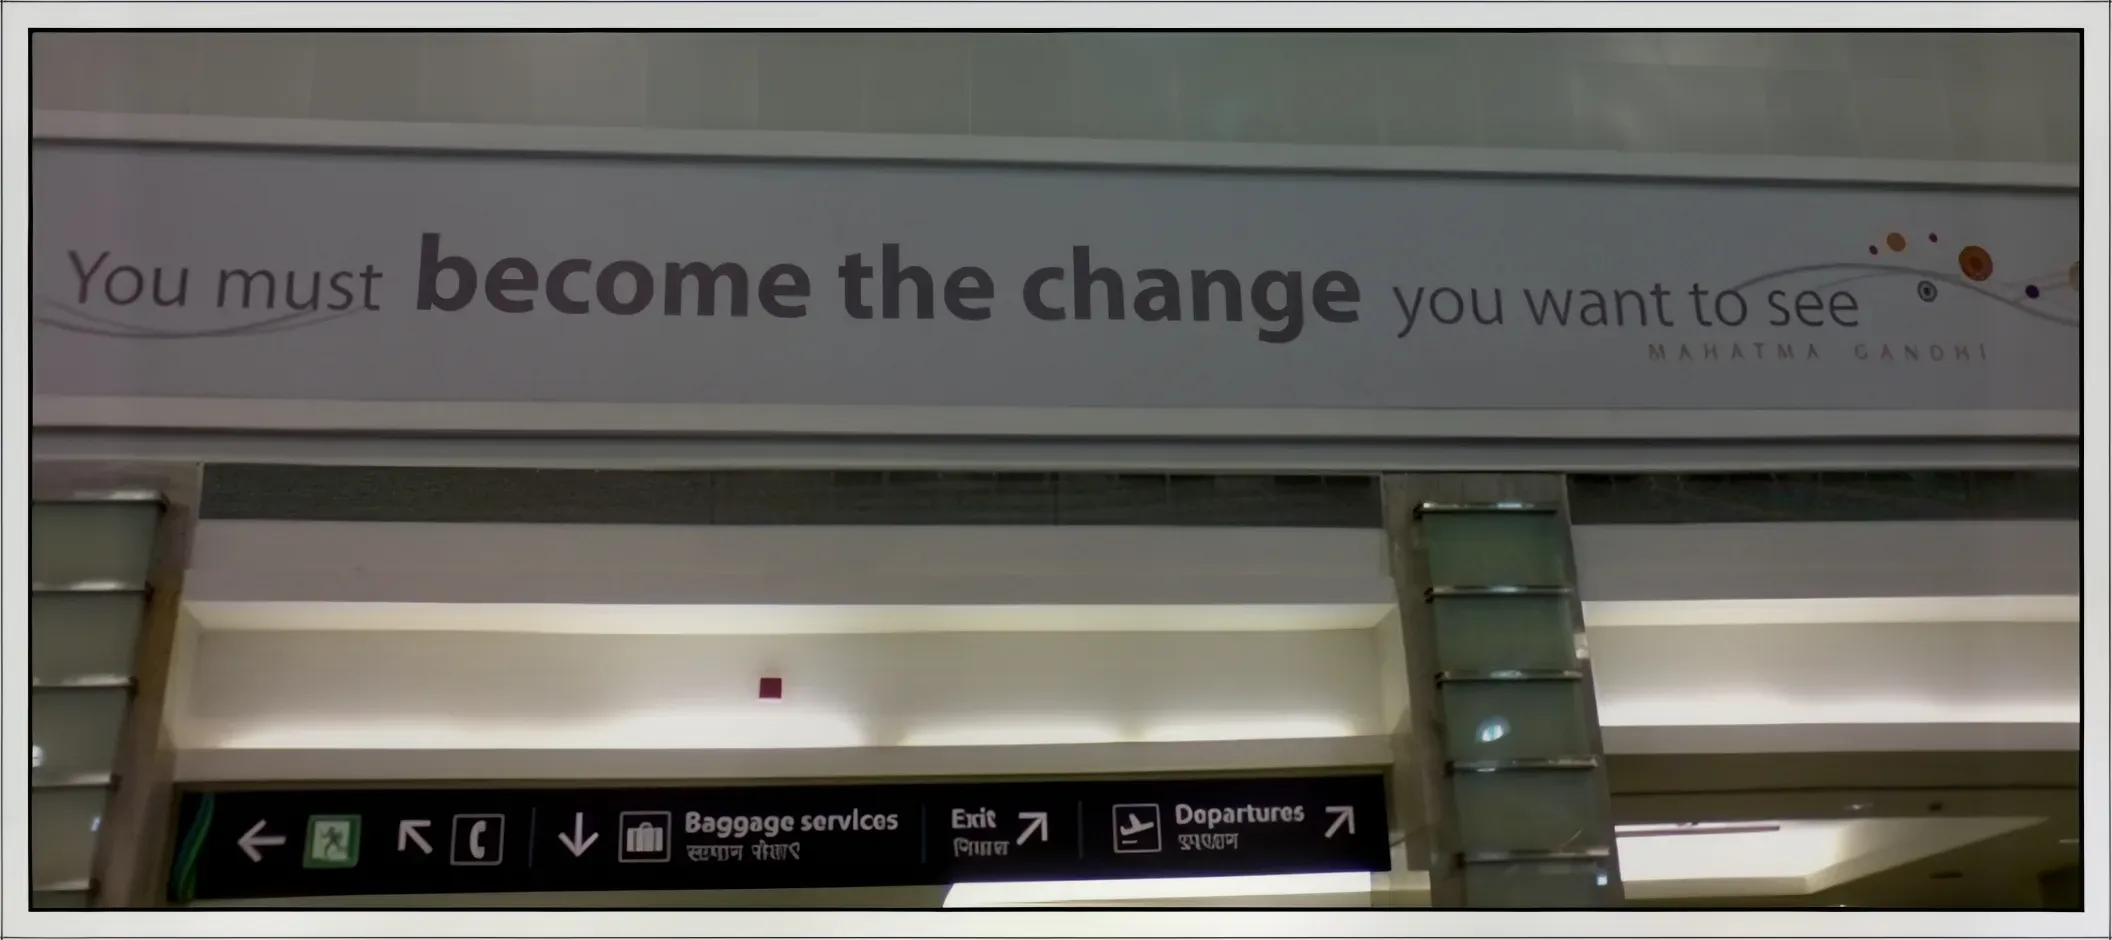 You must become the change you want to see
MAHATMA GANDHI
Baggage services
Exit
Departures